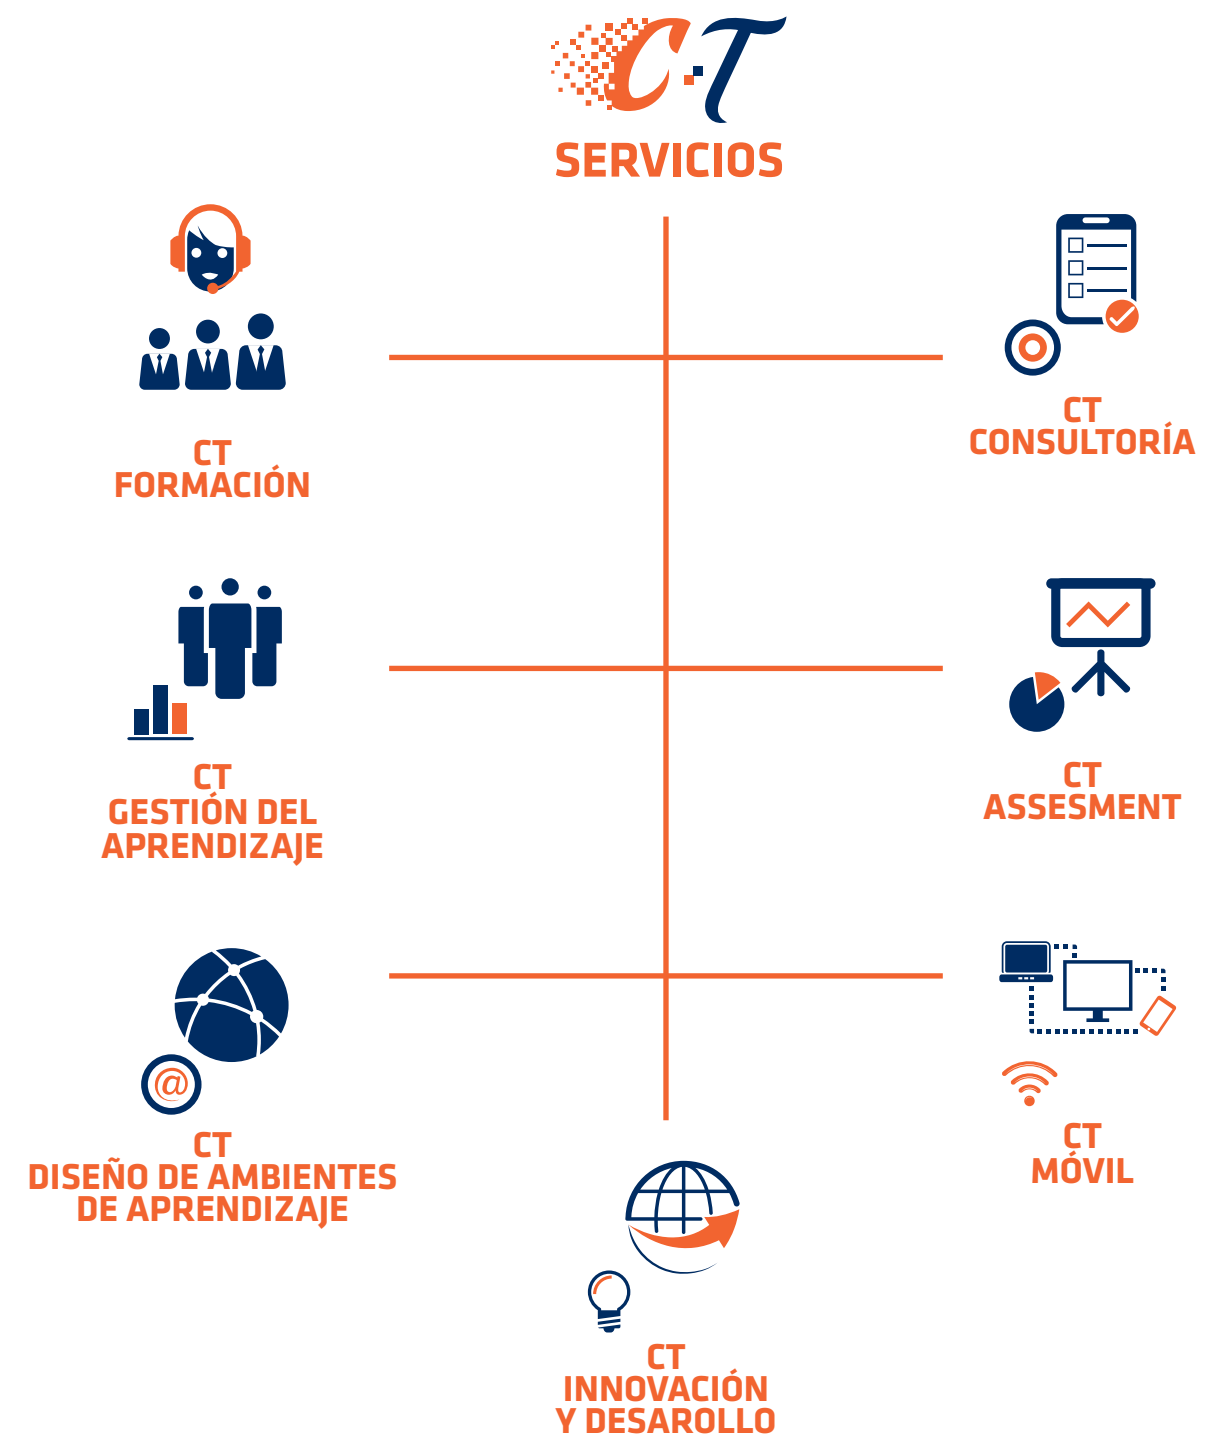 C·T
SERVICIOS
CT
FORMACIÓN
CT
CONSULTORÍA
CT
GESTIÓN DEL
APRENDIZAJE
CT
ASSESMENT
@
CT
DISEÑO DE AMBIENTES
DE APRENDIZAJE
CT
MÓVIL
CT
INNOVACIÓN
Y DESAROLLO